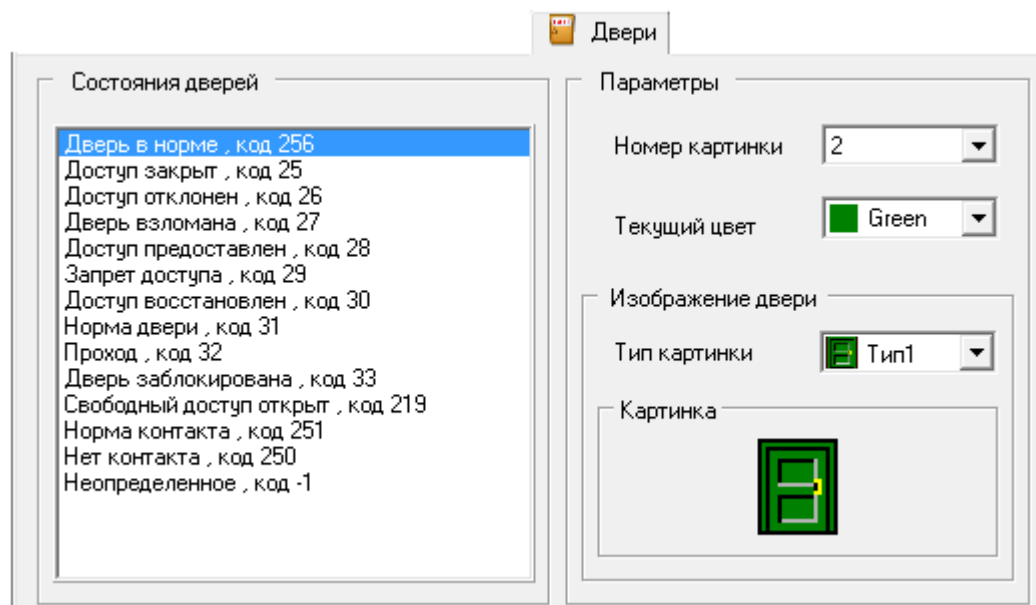 Двери
Состояния дверей
Дверь в норме , код 256
Доступ закрыт , код 25
Доступ отклонен , код 26
Дверь взломана , код 27
Доступ предоставлен , код 28
Запрет доступа , код 29
Доступ восстановлен , код 30
Норма двери , код 31
Проход , код 32
Дверь заблокирована , код 33
Свободный доступ открыт , код 219
Норма контакта , код 251
Нет контакта , код 250
Неопределенное , код -1
Параметры
Номер картинки 2
Текущий цвет Green
Изображение двери
Тип картинки Тип1
Картинка